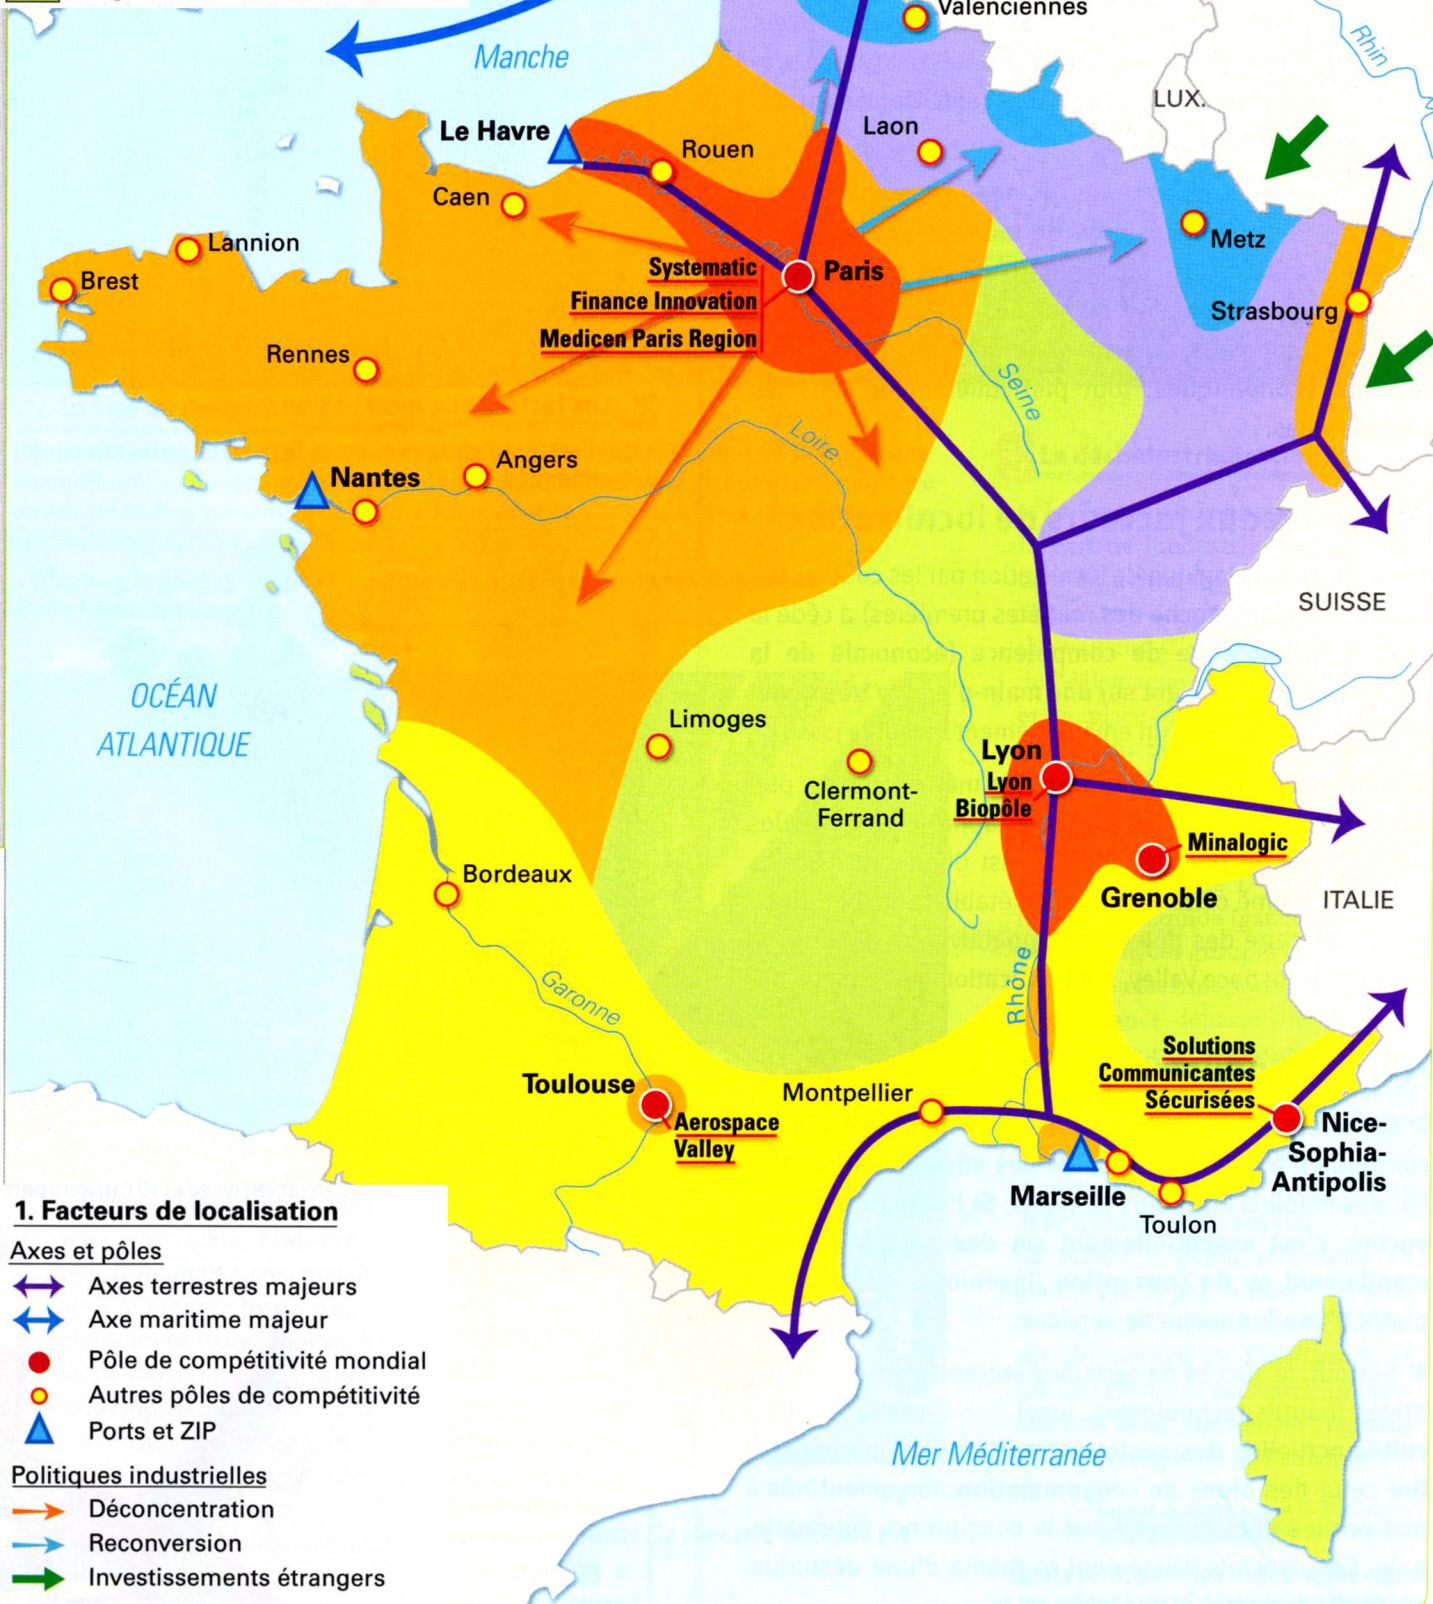 Valenciennes
Rhin
Manche
LUX.
Le Havre
Laon
Rouen
Caen
Lannion
Metz
Brest
Systematic
Paris
Finance Innovation
Strasbourg
Medicen Paris Region
Rennes
Seine
Loire
Angers
Nantes
SUISSE
OCÉAN
ATLANTIQUE
Limoges
Lyon
Lyon
Biopôle
Clermont-
Ferrand
Minalogic
Bordeaux
Grenoble
ITALIE
Garonne
Rhône
Solutions
Communicantes
Sécurisées
Toulouse
Montpellier
Aerospace
Valley
Nice-
Sophia-
Antipolis
Marseille
Toulon
1. Facteurs de localisation
Axes et pôles
Axes terrestres majeurs
Axe maritime majeur
Pôle de compétitivité mondial
Autres pôles de compétitivité
Ports et ZIP
Politiques industrielles
Déconcentration
Reconversion
Investissements étrangers
Mer Méditerranée